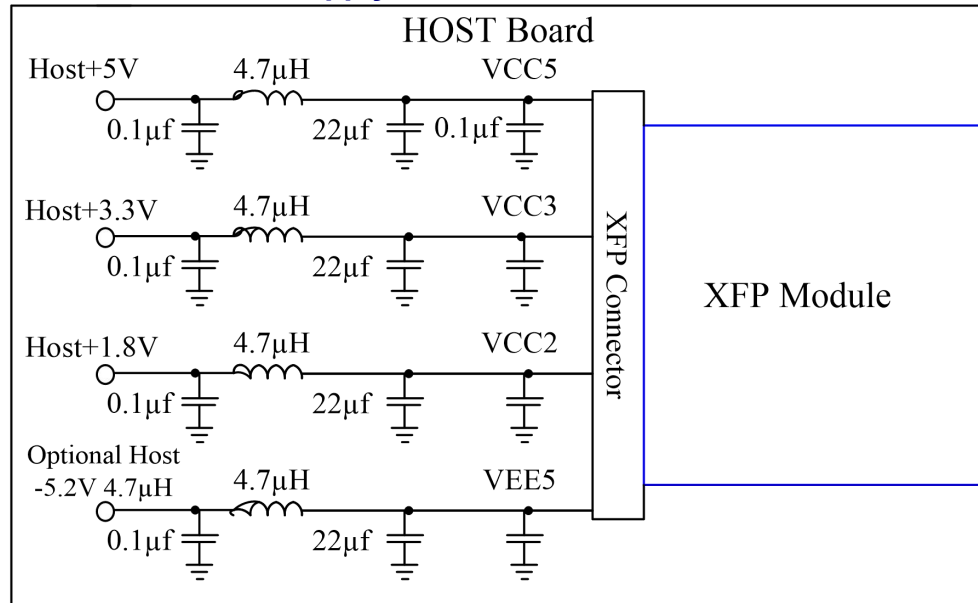 HOST Board
Host+5V 4.7μH VCC5
0.1μf 22μf 0.1μf
Host+3.3V 4.7μH VCC3
0.1μf 22μf
XFP Connector
XFP Module
Host+1.8V 4.7μH VCC2
0.1μf 22μf
Optional Host
-5.2V 4.7μH 4.7μH VEE5
0.1μf 22μf